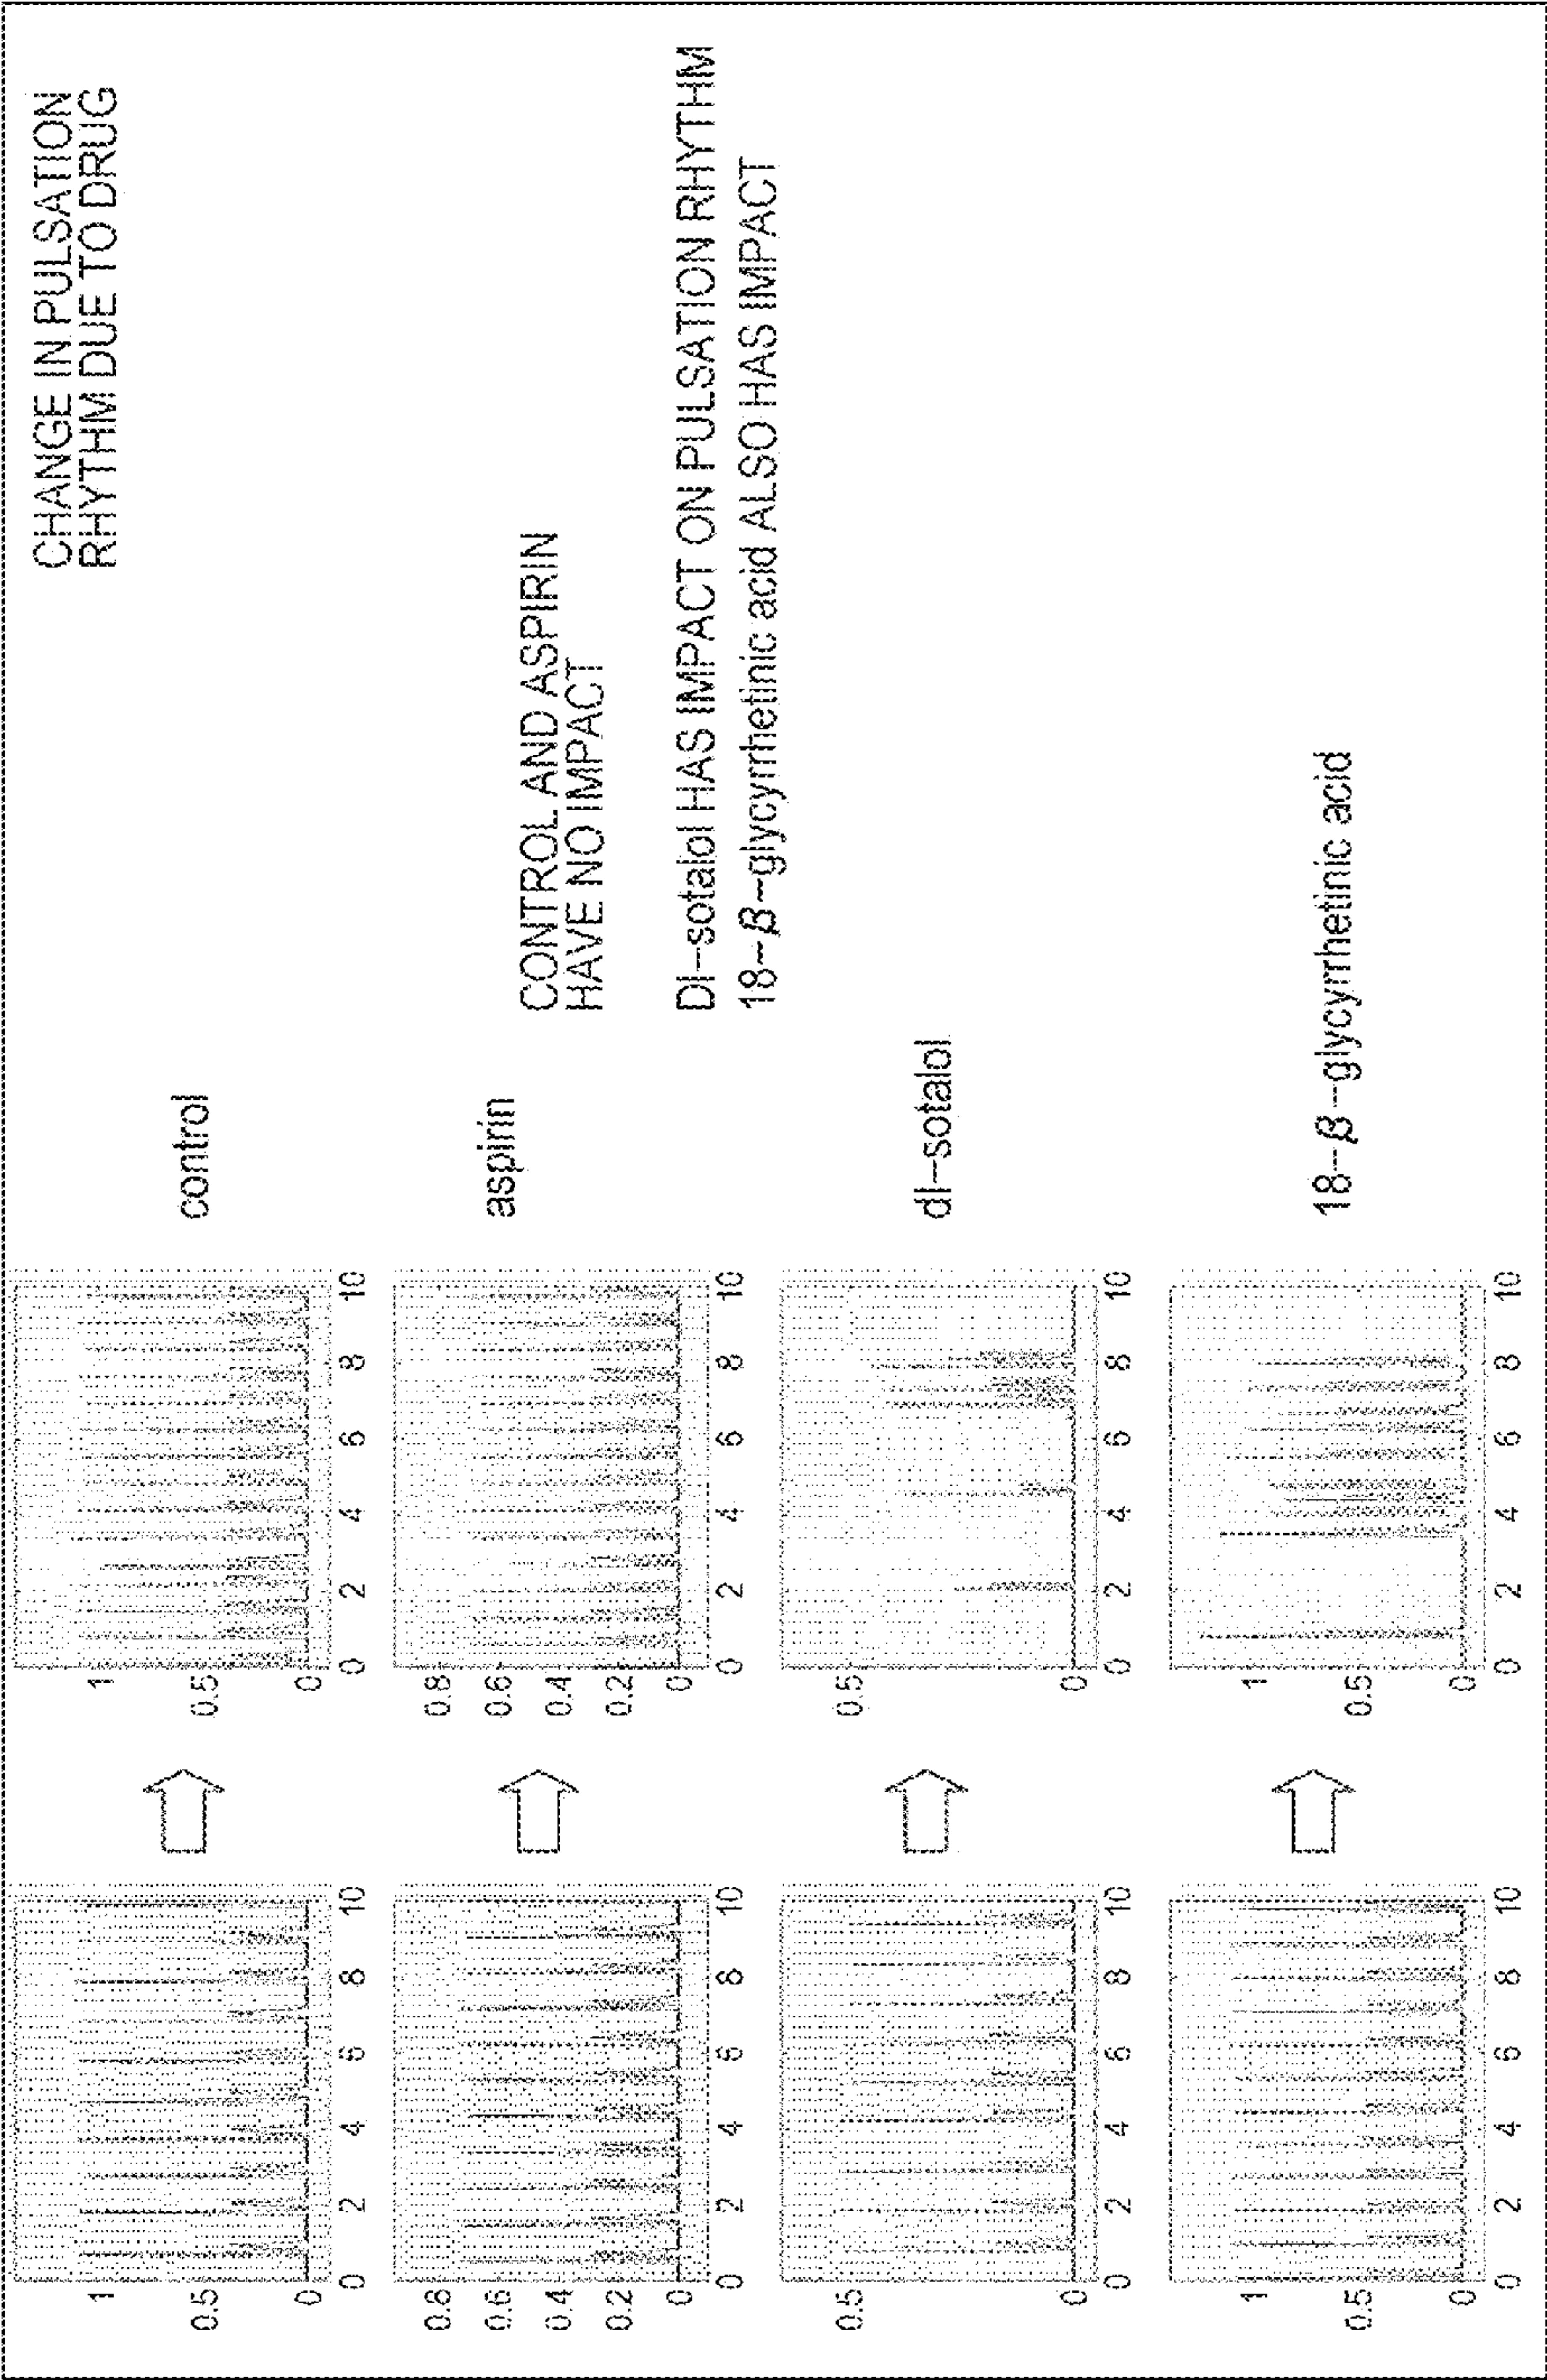 CHANGE IN PULSATION
RHYTHM DUE TO DRUG
1
0.5
0
0 2 4 6 8 10
1
0.5
0
0 2 4 6 8 10
control
0.8
0.6
0.4
0.2
0
0 2 4 6 8 10
0.8
0.6
0.4
0.2
0
0 2 4 6 8 10
aspirin
CONTROL AND ASPIRIN
HAVE NO IMPACT
DI-sotalol HAS IMPACT ON PULSATION RHYTHM
18-β-glycyrrhetinic acid ALSO HAS IMPACT
0.5
0
0 2 4 6 8 10
0.5
0
0 2 4 6 8 10
dl-sotalol
1
0.5
0
0 2 4 6 8 10
1
0.5
0
0 2 4 6 8 10
18-β-glycyrrhetinic acid